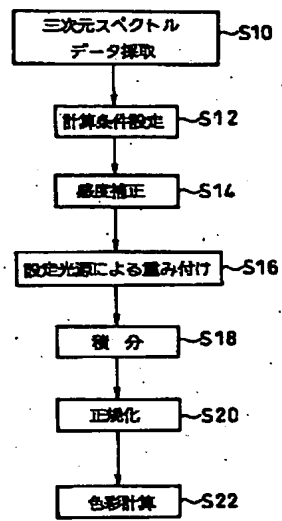 三次元スペクトル
データ採取
S10
計算条件設定
S12
感度補正
S14
設定光源による重み付け
S16
積 分
S18
正規化
S20
色彩計算
S22